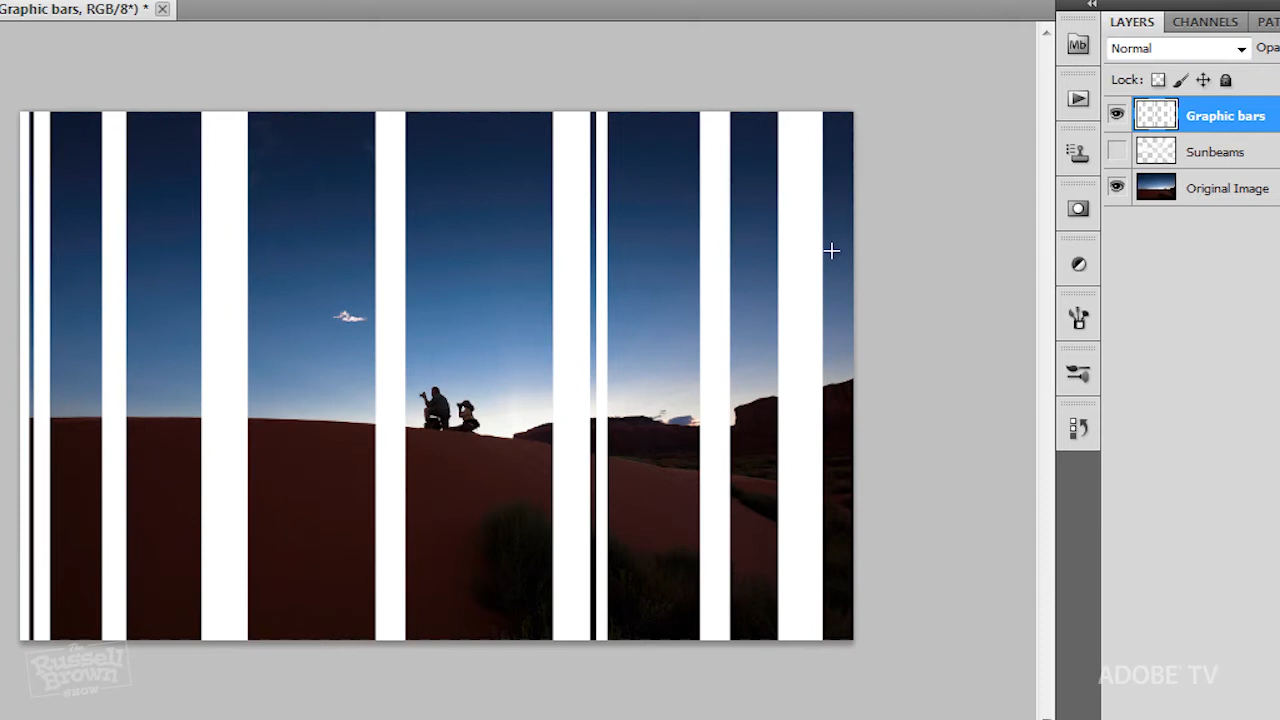 Graphic bars, RGB/8*) *
LAYERS
CHANNELS
PAT
Normal
Opa
Lock:
Mb
Graphic bars
Sunbeams
Original Image
The
Russell
Brown
SHOW
ADOBE® TV